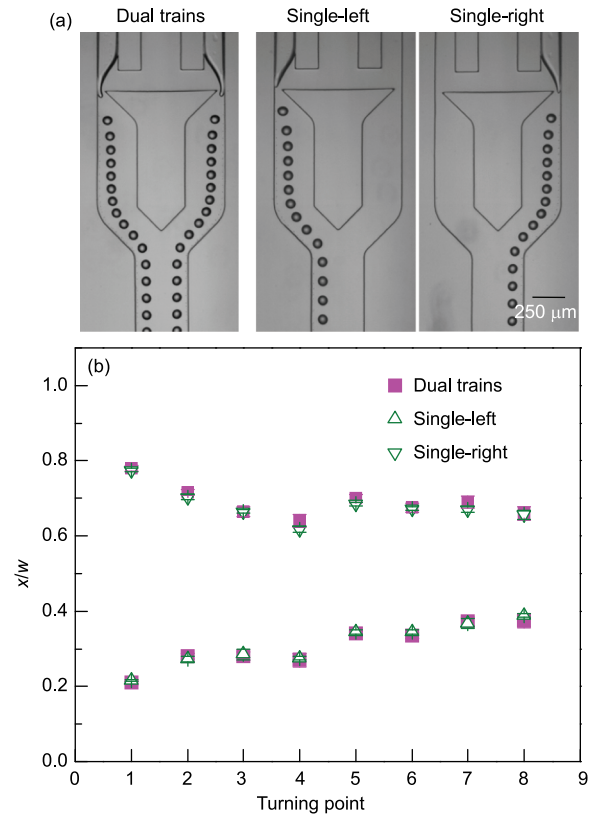 (a)
Dual trains
Single-left
Single-right
250 μm
(b)
Dual trains
Single-left
Single-right
1.0
0.8
0.6
0.4
0.2
0.0
x/w
0 1 2 3 4 5 6 7 8 9
Turning point